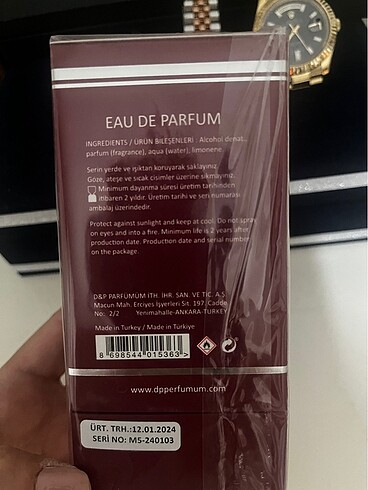 EAU DE PARFUM
INGREDIENTS / ÜRÜN BİLEŞENLERİ : Alcohol denat.,
parfum (fragrance), aqua (water), limonene.
Serin yerde ve ışıktan koruyarak saklayınız.
Göze, ateşe ve sıcak cisimler üzerine sıkmayınız.
Minimum dayanma süresi üretim tarihinden
itibaren 2 yıldır. Üretim tarihi ve seri numarası
ambalaj üzerindedir.
Protect against sunlight and keep at cool. Do not spray
on eyes and into a fire. Minimum life is 2 years after
production date. Production date and serial number
on the package.
D&P PARFUMÜM İTH. İHR. SAN. VE TİC. A.Ş.
Macun Mah. Erciyes İşyerleri Sit. 197. Cadde
No: 2/2 Yenimahalle-ANKARA-TURKEY
Made in Turkey / Made in Türkiye
8 698544 015363 >
www.dpperfumum.com
ÜRT. TRH.:12.01.2024
SERİ NO: M5-240103